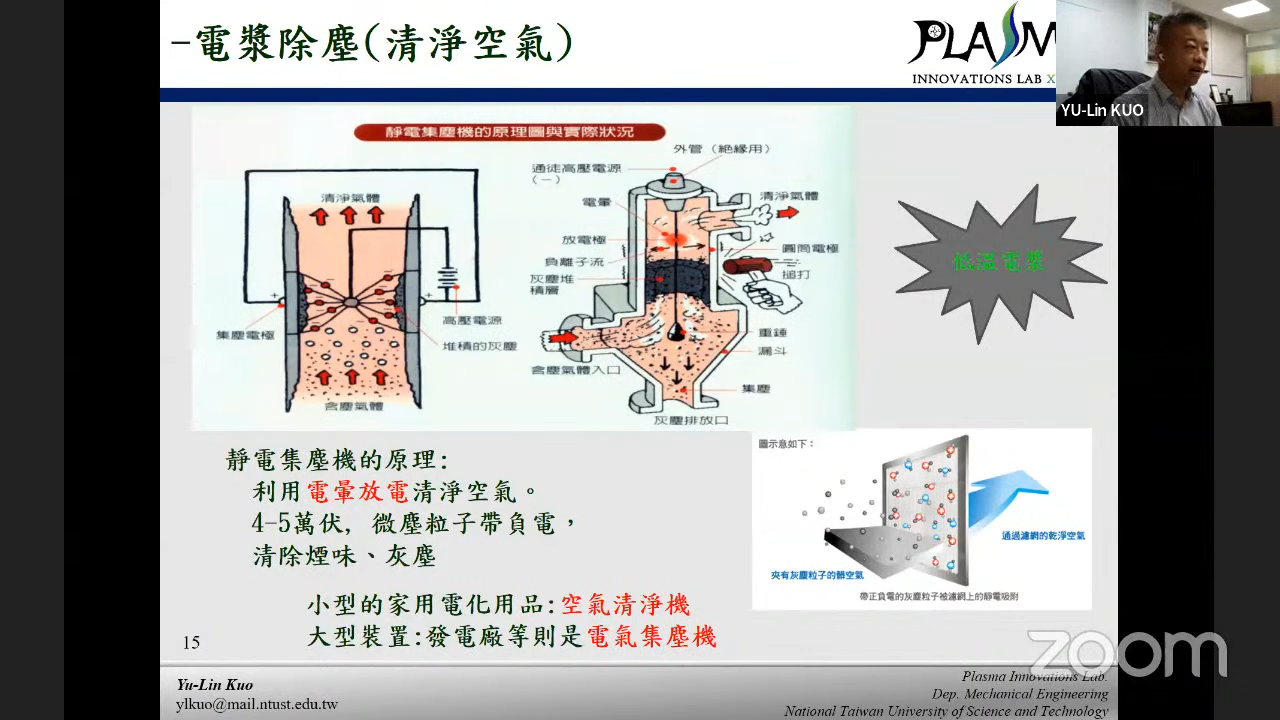 -電漿除塵(清淨空氣)
PLASM
INNOVATIONS LAB X
YU-Lin KUO
靜電集塵機的原理圖與實際狀況
清淨氣體
集塵電極
高壓電源
堆積的灰塵
含塵氣體
外管（絕緣用）
通徒高壓電源
（－）
清淨氣體
電暈
放電極
圓筒電極
負離子流
搥打
灰塵堆
積層
重錘
漏斗
含塵氣體入口
集塵
灰塵排放口
低溫電漿
靜電集塵機的原理:
利用電暈放電清淨空氣。
4-5萬伏, 微塵粒子帶負電，
清除煙味、灰塵
小型的家用電化用品:空氣清淨機
大型裝置:發電廠等則是電氣集塵機
圖示意如下：
通過濾網的乾淨空氣
夾有灰塵粒子的髒空氣
帶正負電的灰塵粒子被濾網上的靜電吸附
15
zoom
Yu-Lin Kuo
ylkuo@mail.ntust.edu.tw
Plasma Innovations Lab.
Dep. Mechanical Engineering
National Taiwan University of Science and Technology